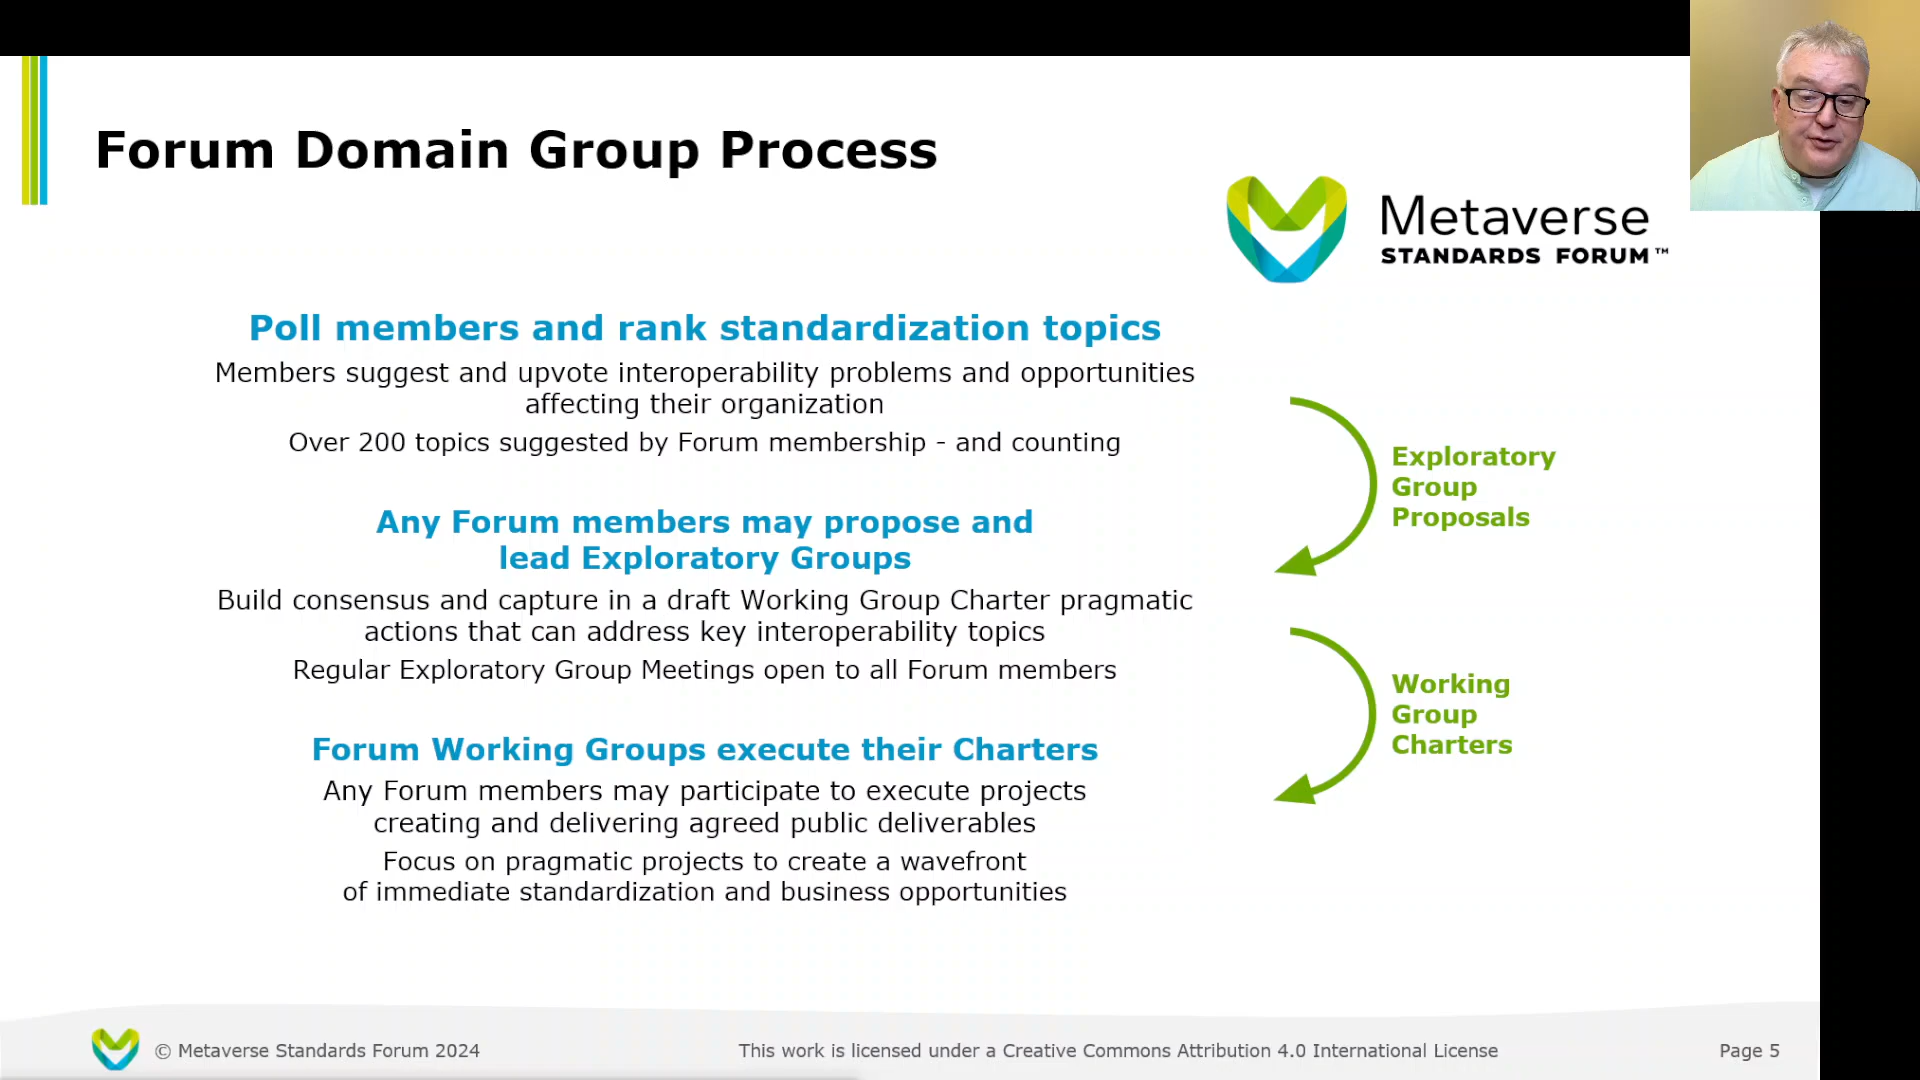 Forum Domain Group Process
Metaverse
STANDARDS FORUM™
Poll members and rank standardization topics
Members suggest and upvote interoperability problems and opportunities
affecting their organization
Over 200 topics suggested by Forum membership - and counting
Exploratory
Group
Proposals
Any Forum members may propose and
lead Exploratory Groups
Build consensus and capture in a draft Working Group Charter pragmatic
actions that can address key interoperability topics
Regular Exploratory Group Meetings open to all Forum members
Working
Group
Charters
Forum Working Groups execute their Charters
Any Forum members may participate to execute projects
creating and delivering agreed public deliverables
Focus on pragmatic projects to create a wavefront
of immediate standardization and business opportunities
© Metaverse Standards Forum 2024
This work is licensed under a Creative Commons Attribution 4.0 International License
Page 5